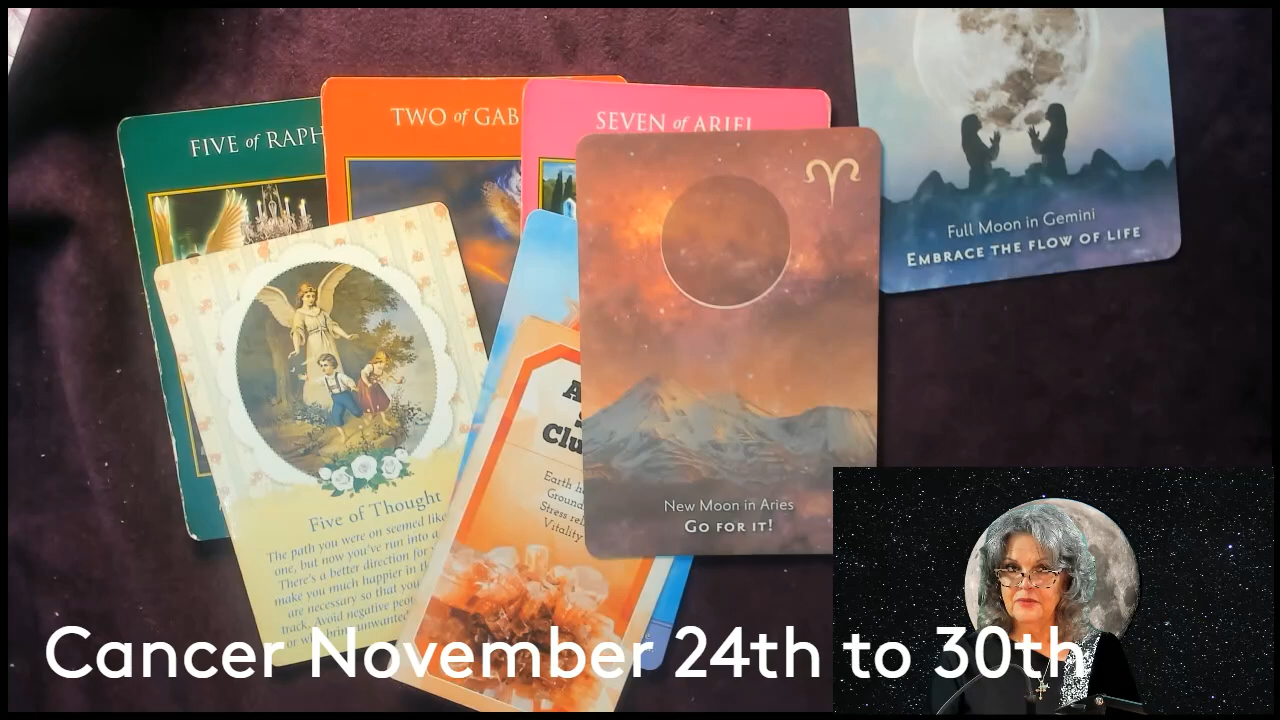 FIVE of RAPH
TWO of GAB
SEVEN of ARIEL
Full Moon in Gemini
EMBRACE THE FLOW OF LIFE
Five of Thought
The path you were on seemed like
one, but now you've run into
There's a better direction for
make you much happier in
are necessary so that you
track. Avoid negative
unwanted
Clu
Earth
Ground
Stress rel
Vitality
New Moon in Aries
GO FOR IT!
Cancer November 24th to 30th